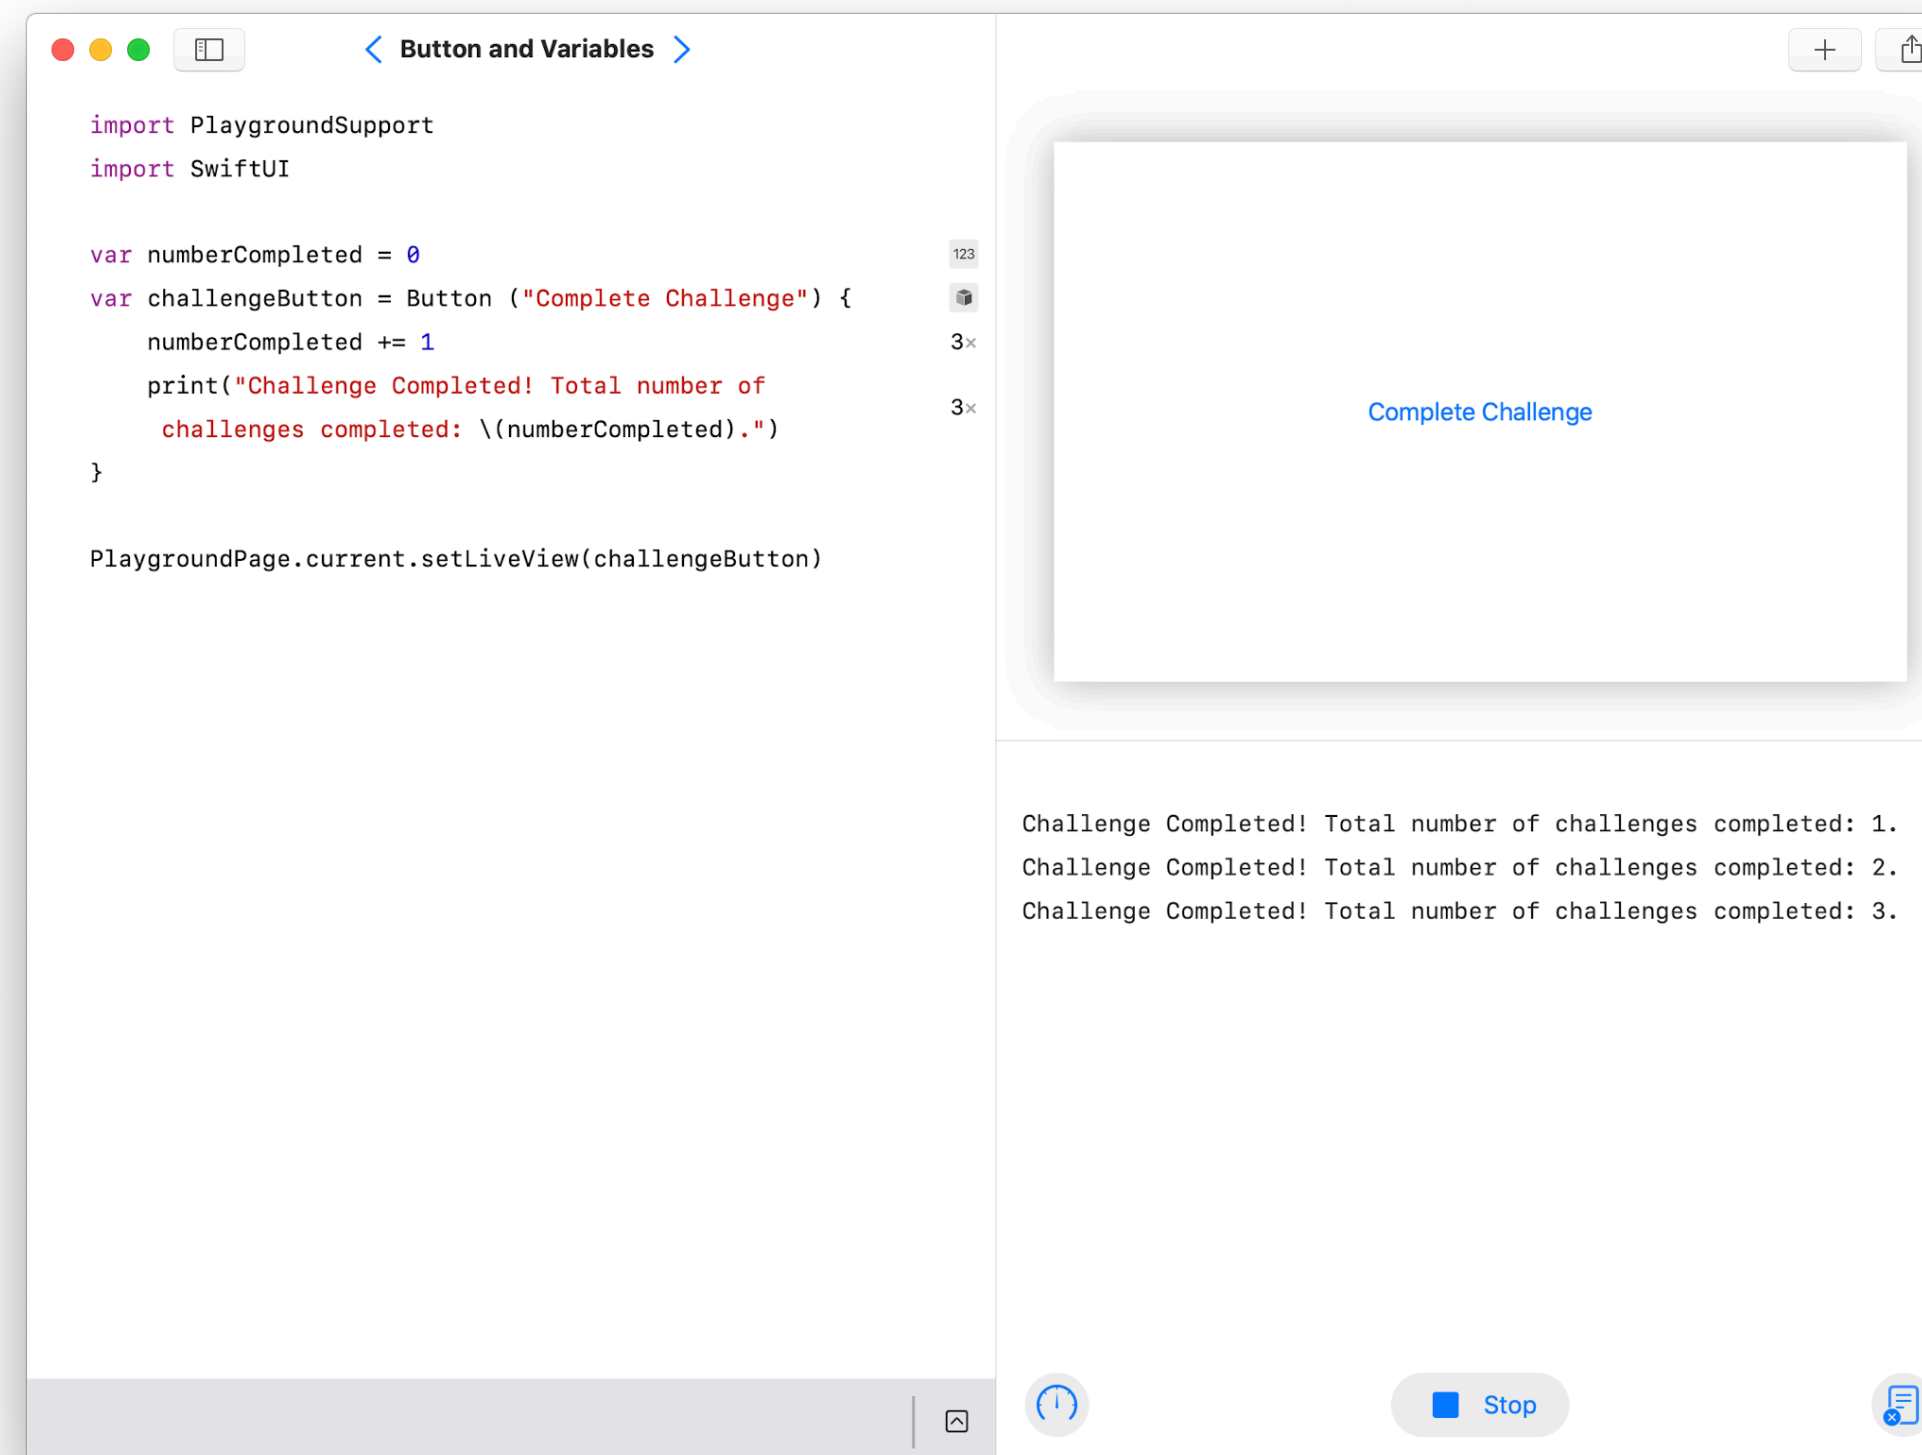 Button and Variables
import PlaygroundSupport
import SwiftUI
var numberCompleted = 0
123
var challengeButton = Button ("Complete Challenge") {
numberCompleted += 1
3×
print("Challenge Completed! Total number of
challenges completed: \(numberCompleted).")
3×
}
PlaygroundPage.current.setLiveView(challengeButton)
Complete Challenge
Challenge Completed! Total number of challenges completed: 1.
Challenge Completed! Total number of challenges completed: 2.
Challenge Completed! Total number of challenges completed: 3.
Stop